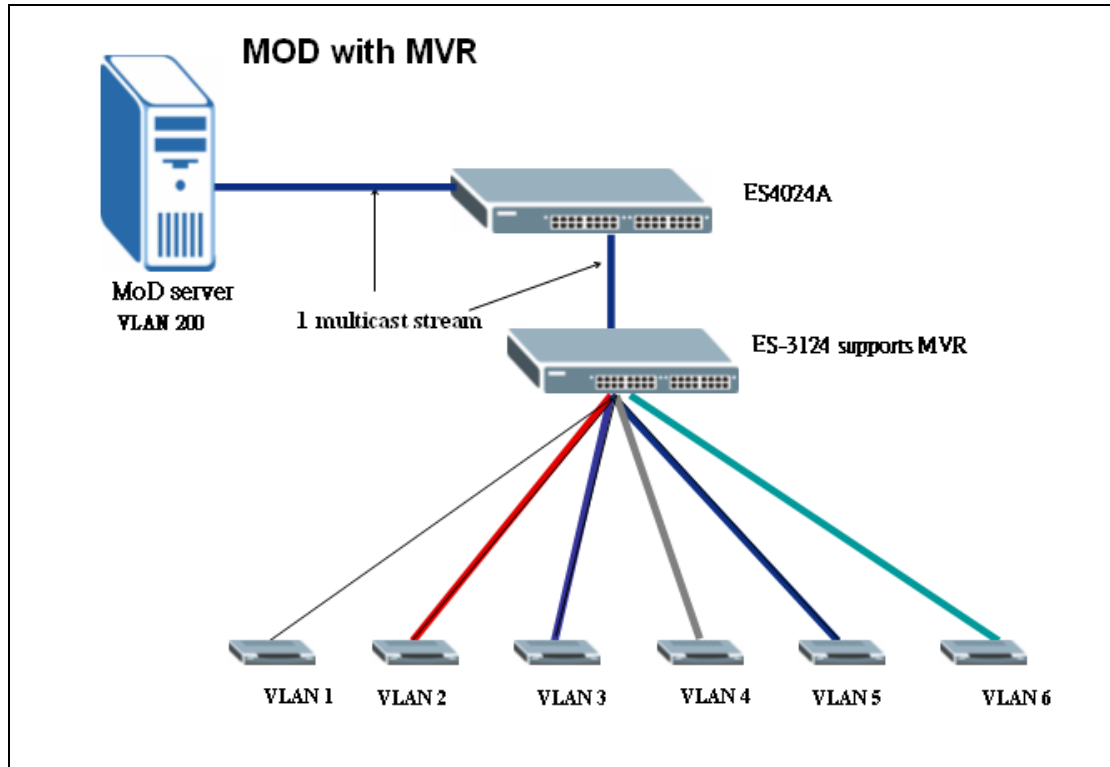 MOD with MVR
ES4024A
MoD server
VLAN 200
1 multicast stream
ES-3124 supports MVR
VLAN 1
VLAN 2
VLAN 3
VLAN 4
VLAN 5
VLAN 6